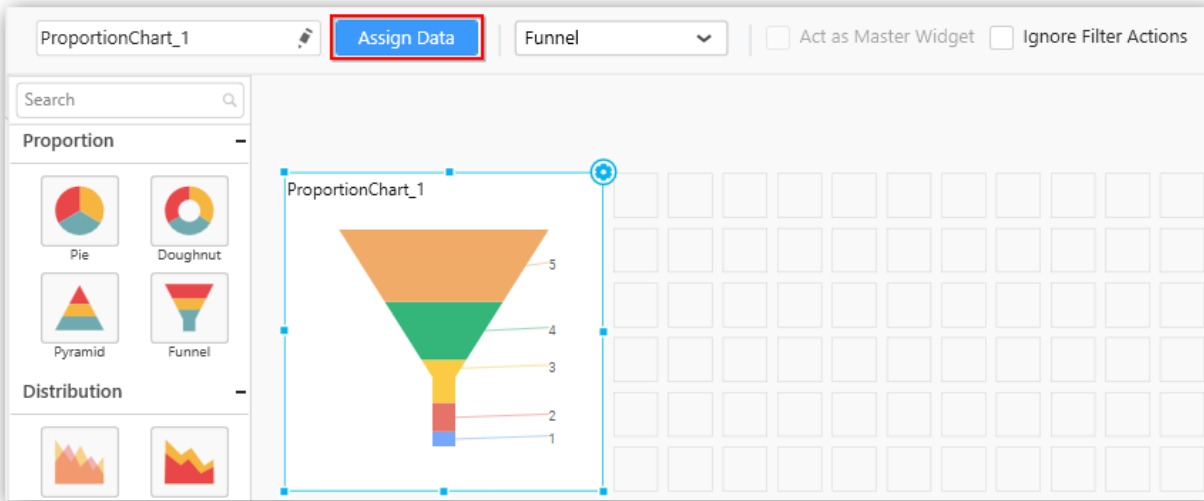 ProportionChart_1 Assign Data Funnel Act as Master Widget Ignore Filter Actions
Search
Proportion
Pie Doughnut
Pyramid Funnel
Distribution
ProportionChart_1
5
4
3
2
1